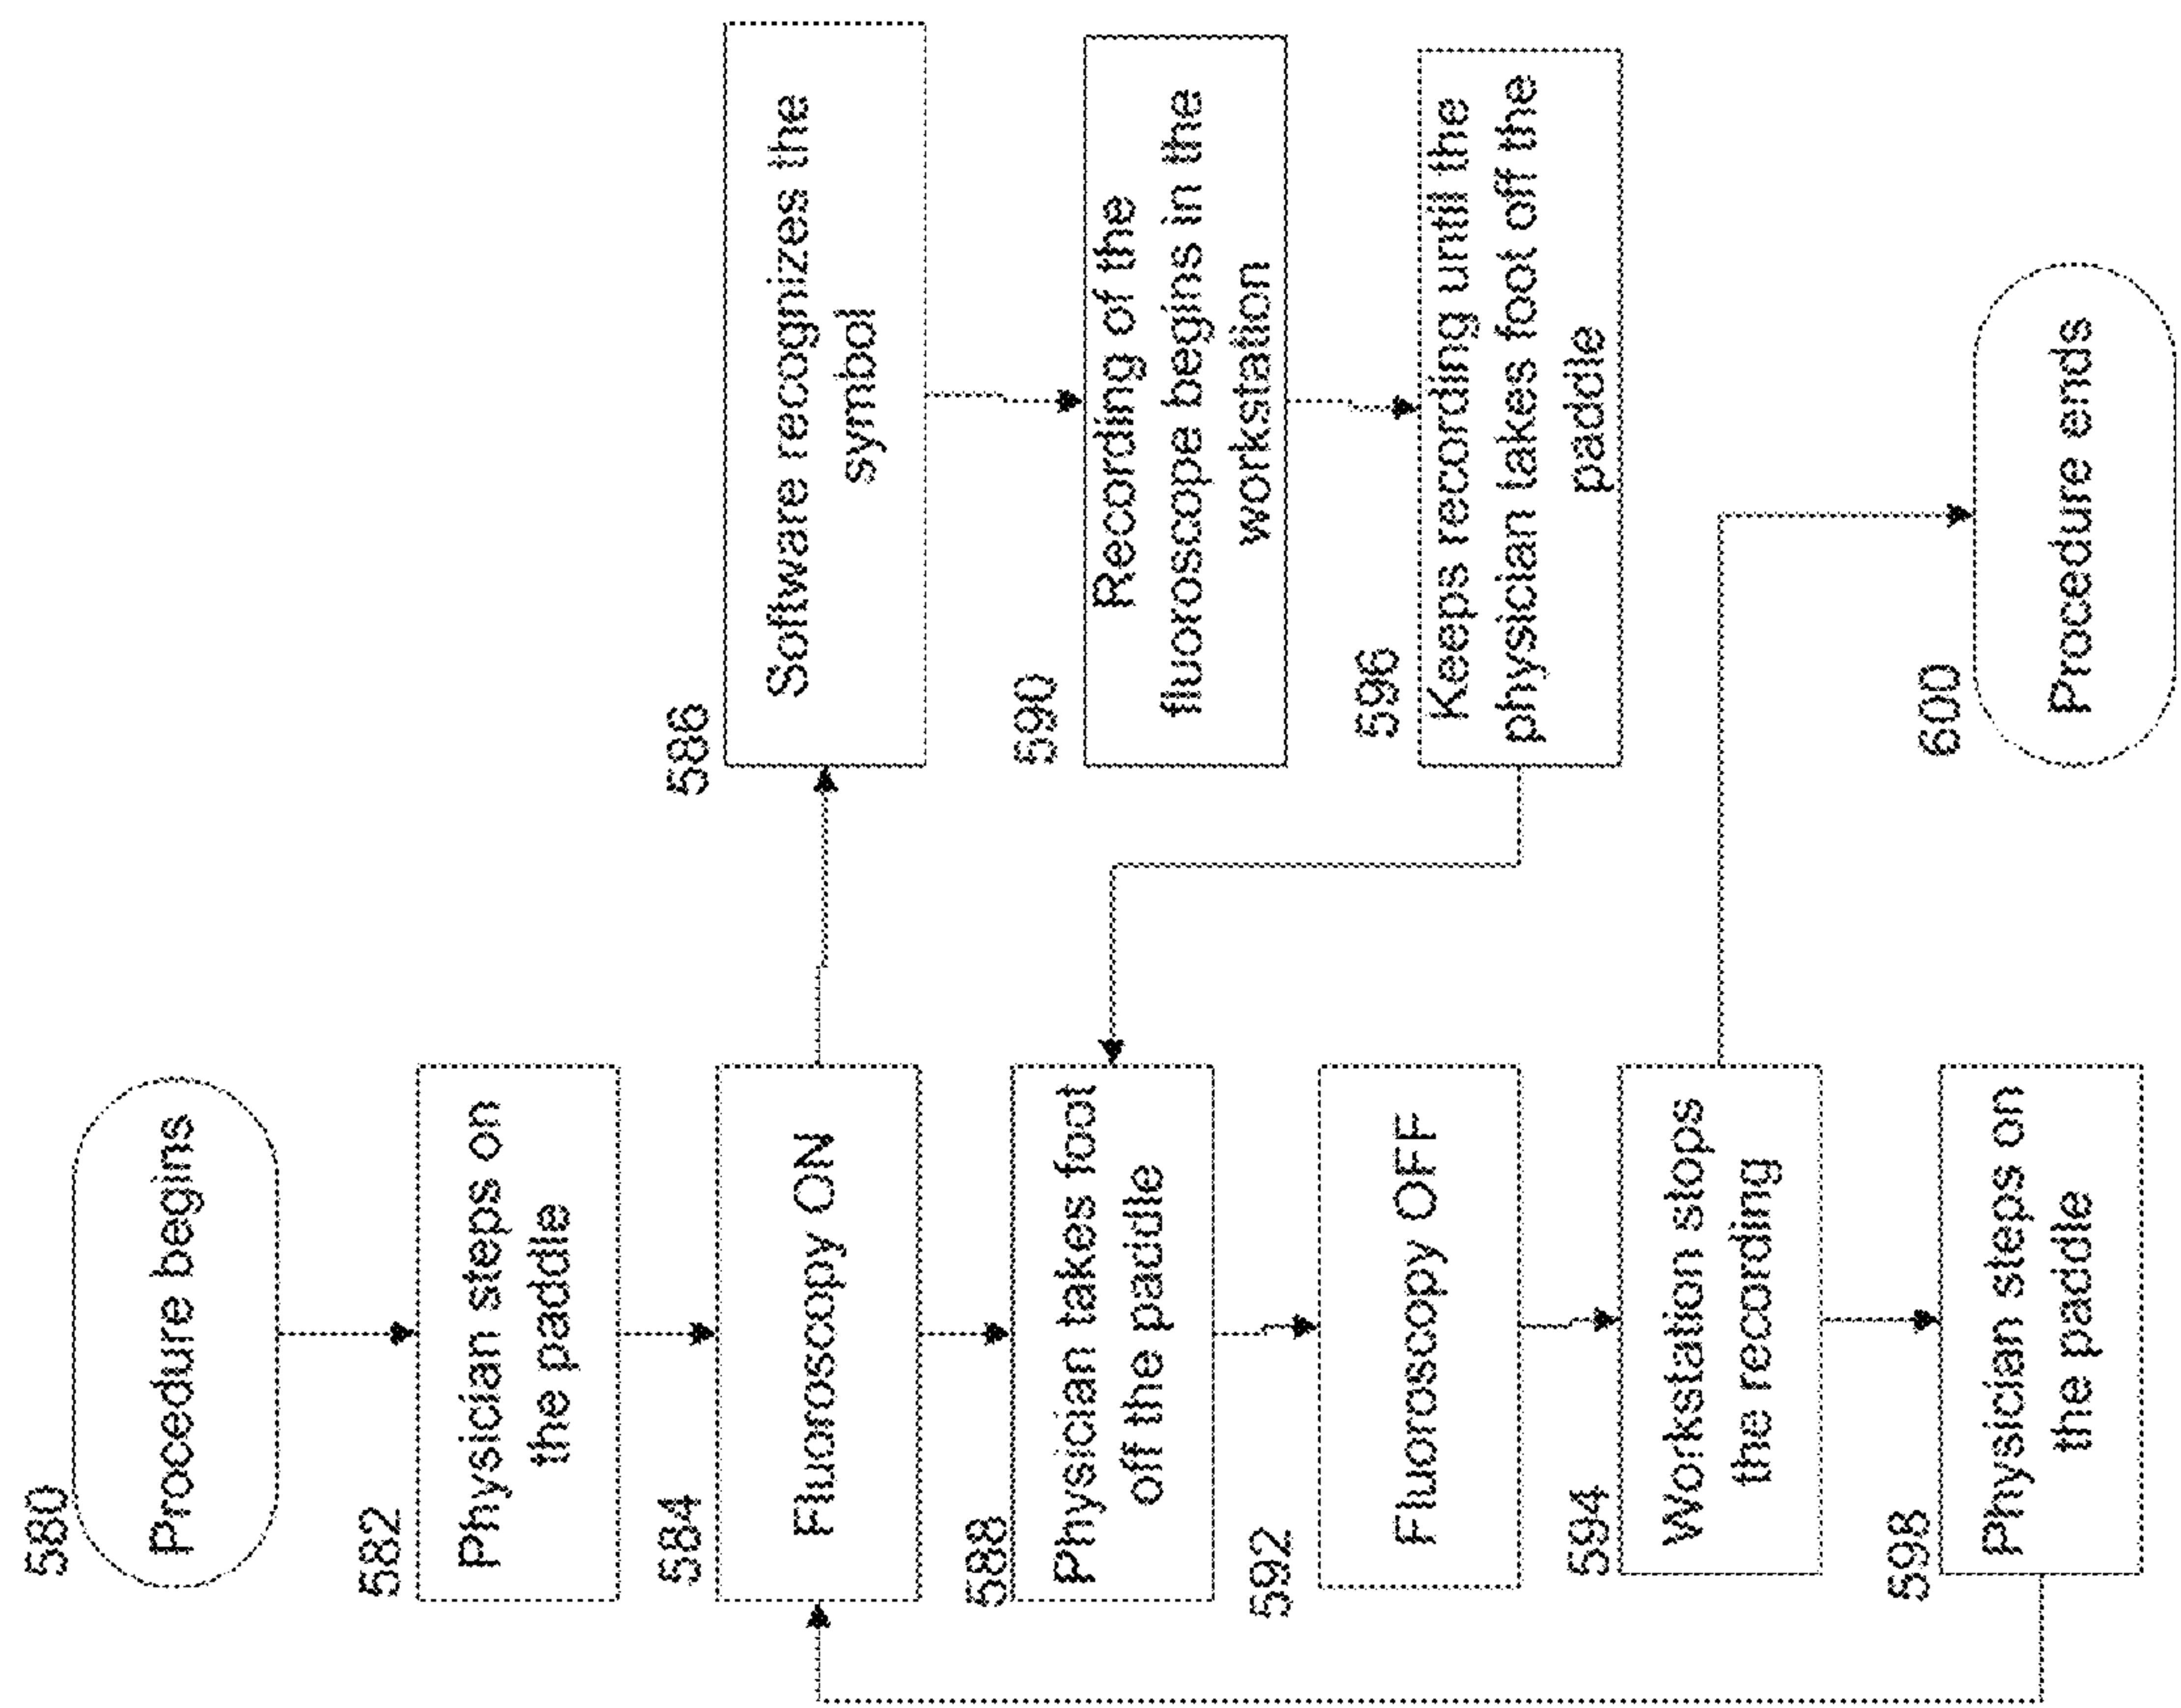 580
Procedure begins
582
Physician steps on
the paddle
584
Fluoroscopy ON
586
Software recognizes the
symbol
588
Physician takes foot
off the paddle
590
Recording of the
fluoroscope begins in the
workstation
592
Fluroscopy OFF
594
Workstation stops
the recording
596
Keeps recording untill the
physician takes foot off the
paddle
598
Physician steps on
the paddle
600
Procedure ends